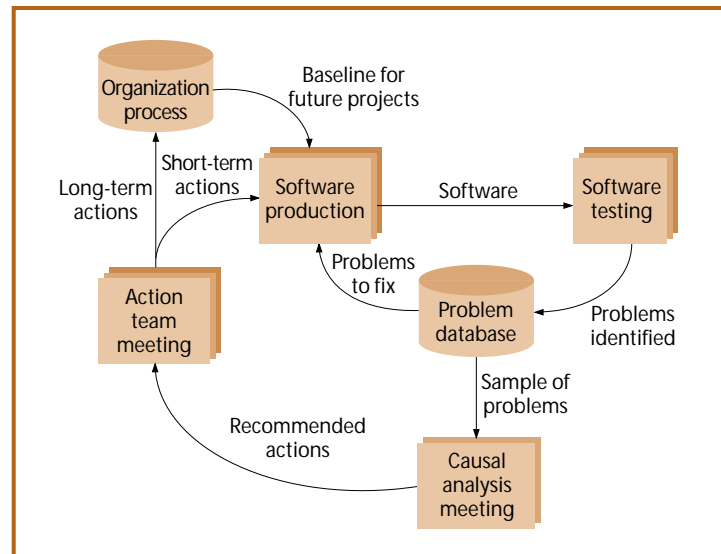 Organization
process
Baseline for
future projects
Short-term
actions
Long-term
actions
Software
production
Software
Software
testing
Problems
to fix
Action
team
meeting
Problem
database
Problems
identified
Sample of
problems
Recommended
actions
Causal
analysis
meeting